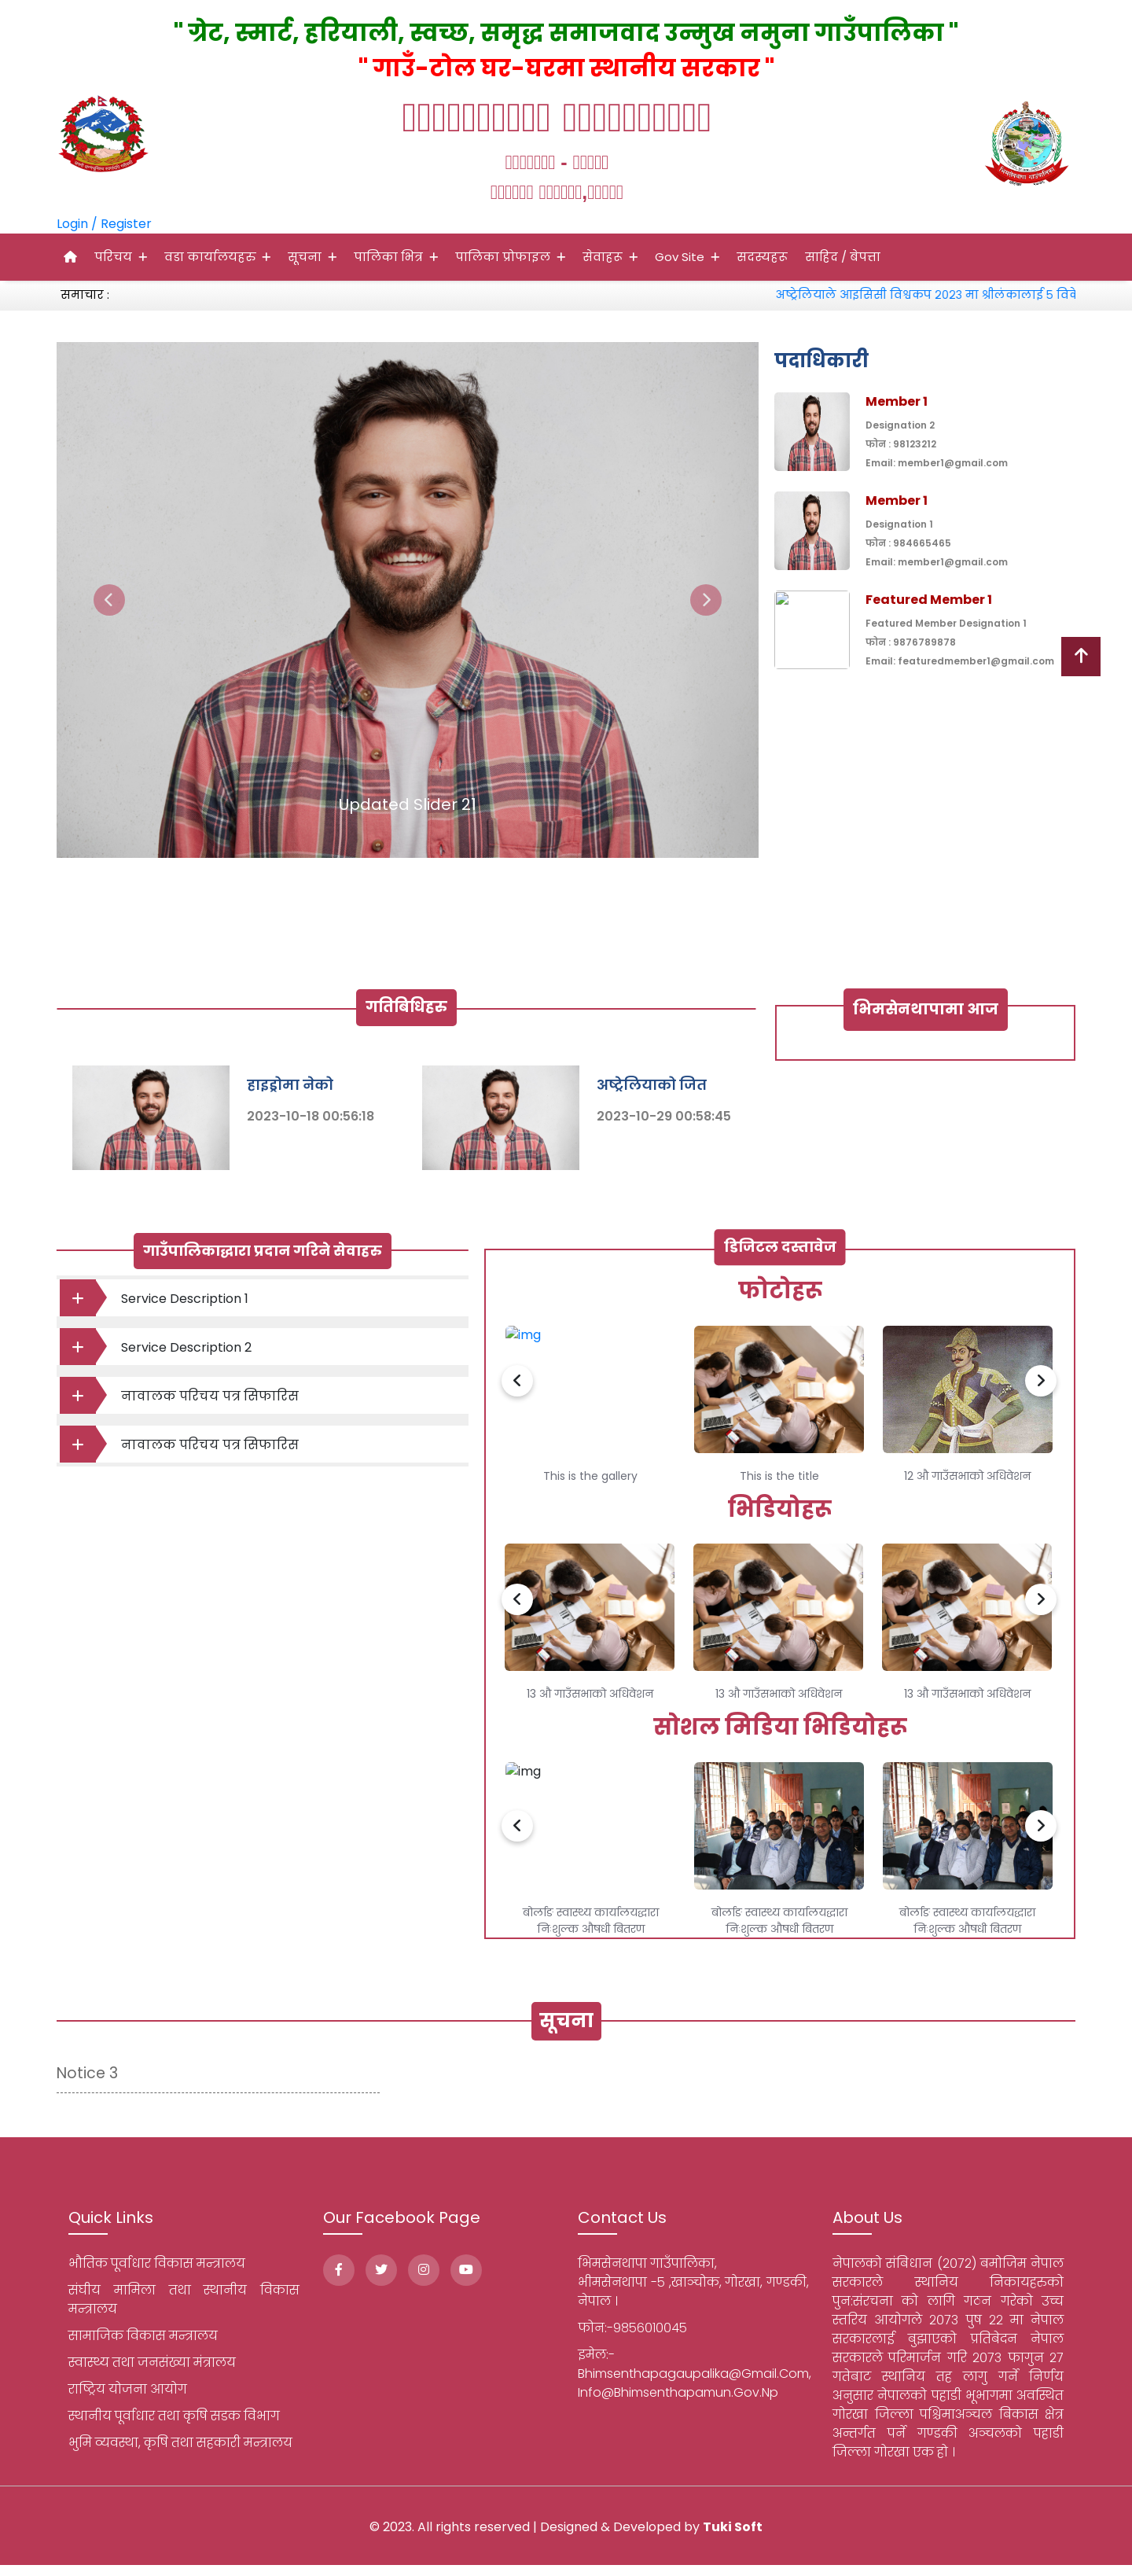 " ग्रेट, स्मार्ट, हरियाली, स्वच्छ, समृद्ध समाजवाद उन्मुख नमुना गाउँपालिका "
" गाउँ-टोल घर-घरमा स्थानीय सरकार "
Login / Register
परिचय + वडा कार्यालयहरु + सूचना + पालिका भित्र + पालिका प्रोफाइल + सेवाहरू + Gov Site + सदस्यहरू साहिद / बेपत्ता
समाचार : अष्ट्रेलियाले आइसिसी विश्वकप 2023 मा श्रीलंकालाई 5 विवे
पदाधिकारी
Member 1
Designation 2
फोन : 98123212
Email: member1@gmail.com
Member 1
Designation 1
फोन : 984665465
Email: member1@gmail.com
Featured Member 1
Featured Member Designation 1
फोन : 9876789878
Email: featuredmember1@gmail.com
Updated Slider 21
गतिबिधिहरु
भिमसेनथापामा आज
हाइड्रोमा नेको
2023-10-18 00:56:18
अष्ट्रेलियाको जित
2023-10-29 00:58:45
गाउँपालिकाद्धारा प्रदान गरिने सेवाहरु
Service Description 1
Service Description 2
नावालक परिचय पत्र सिफारिस
नावालक परिचय पत्र सिफारिस
डिजिटल दस्तावेज
फोटोहरू
img
This is the gallery
This is the title
12 औ गाउँसभाको अधिवेशन
भिडियोहरू
13 औ गाउँसभाको अधिवेशन
13 औ गाउँसभाको अधिवेशन
13 औ गाउँसभाको अधिवेशन
सोशल मिडिया भिडियोहरू
img
बोर्लाङ स्वास्थ्य कार्यालयद्धारा
नि:शुल्क औषधी बितरण
बोर्लाङ स्वास्थ्य कार्यालयद्धारा
नि:शुल्क औषधी बितरण
बोर्लाङ स्वास्थ्य कार्यालयद्धारा
नि:शुल्क औषधी बितरण
सूचना
Notice 3
Quick Links
भौतिक पूर्वाधार विकास मन्त्रालय
संघीय मामिला तथा स्थानीय विकास
मन्त्रालय
सामाजिक विकास मन्त्रालय
स्वास्थ्य तथा जनसंख्या मंत्रालय
राष्ट्रिय योजना आयोग
स्थानीय पूर्वाधार तथा कृषि सडक विभाग
भुमि व्यवस्था, कृषि तथा सहकारी मन्त्रालय
Our Facebook Page
Contact Us
भिमसेनथापा गाउँपालिका,
भीमसेनथापा -५ ,खाञ्चोक, गोरखा, गण्डकी,
नेपाल ।
फोन:-9856010045
इमेल:-
Bhimsenthapagaupalika@Gmail.Com,
Info@Bhimsenthapamun.Gov.Np
About Us
नेपालको संबिधान (२०७२) बमोजिम नेपाल
सरकारले स्थानिय निकायहरुको
पुन:संरचना को लागि गठन गरेको उच्च
स्तरिय आयोगले २०७३ पुष २२ मा नेपाल
सरकारलाई बुझाएको प्रतिबेदन नेपाल
सरकारले परिमार्जन गरि २०७३ फागुन २७
गतेबाट स्थानिय तह लागु गर्ने निर्णय
अनुसार नेपालको पहाडी भूभागमा अवस्थित
गोरखा जिल्ला पश्चिमाञ्चल बिकास क्षेत्र
अन्तर्गत पर्ने गण्डकी अञ्चलको पहाडी
जिल्ला गोरखा एक हो ।
© 2023. All rights reserved | Designed & Developed by Tuki Soft